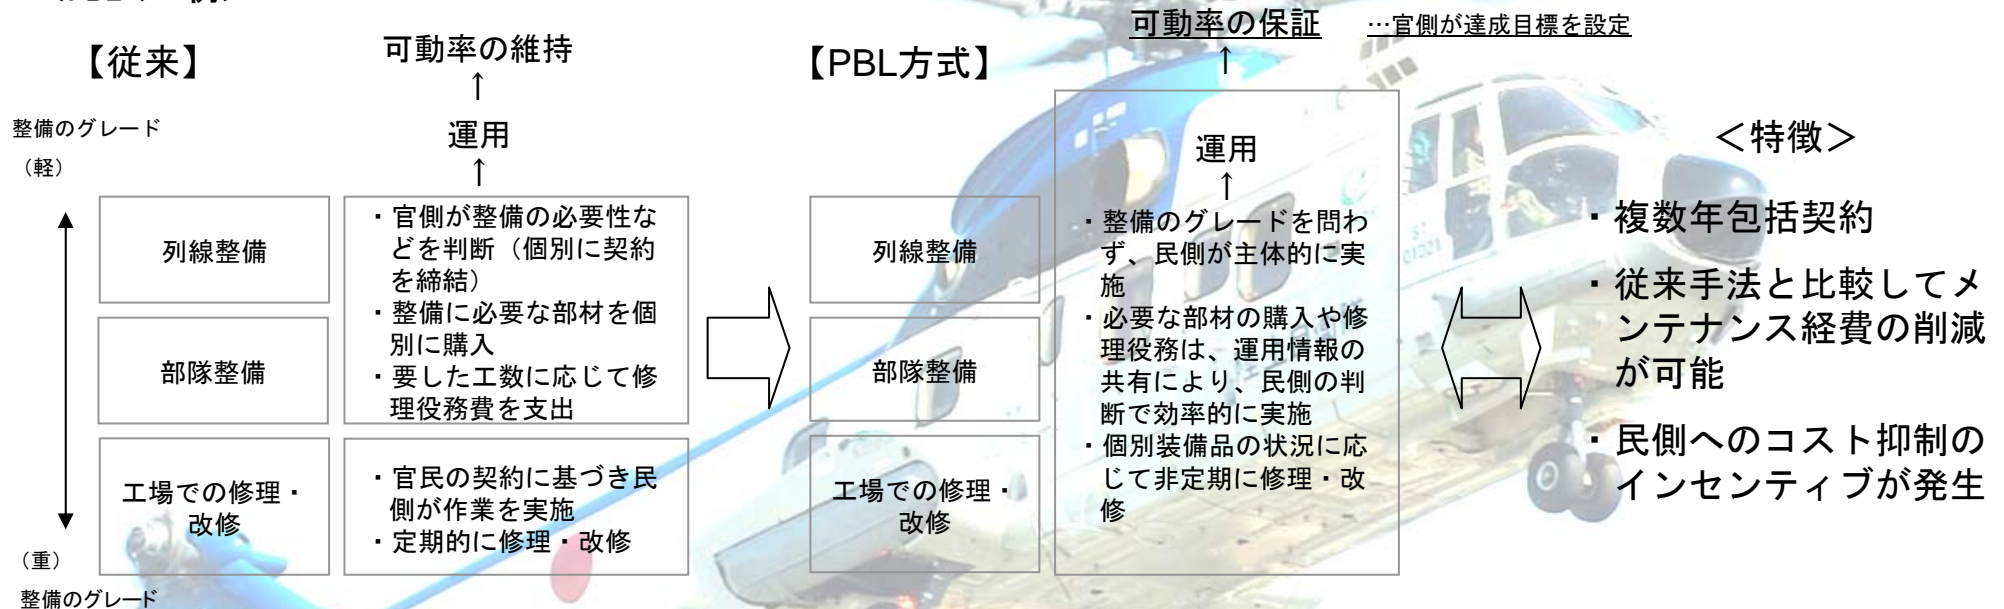 【従来】
可動率の維持
↑
運用
↑
整備のグレード
（軽）
列線整備
部隊整備
工場での修理・
改修
（重）
整備のグレード
・官側が整備の必要性な
どを判断（個別に契約
を締結）
・整備に必要な部材を個
別に購入
・要した工数に応じて修
理役務費を支出
・官民の契約に基づき民
側が作業を実施
・定期的に修理・改修
【PBL方式】
可動率の保証
…官側が達成目標を設定
↑
運用
↑
列線整備
部隊整備
工場での修理・
改修
・整備のグレードを問わ
ず、民側が主体的に実
施
・必要な部材の購入や修
理役務は、運用情報の
共有により、民側の判
断で効率的に実施
・個別装備品の状況に応
じて非定期に修理・改
修
＜特徴＞
・複数年包括契約
・従来手法と比較してメ
ンテナンス経費の削減
が可能
・民側へのコスト抑制の
インセンティブが発生